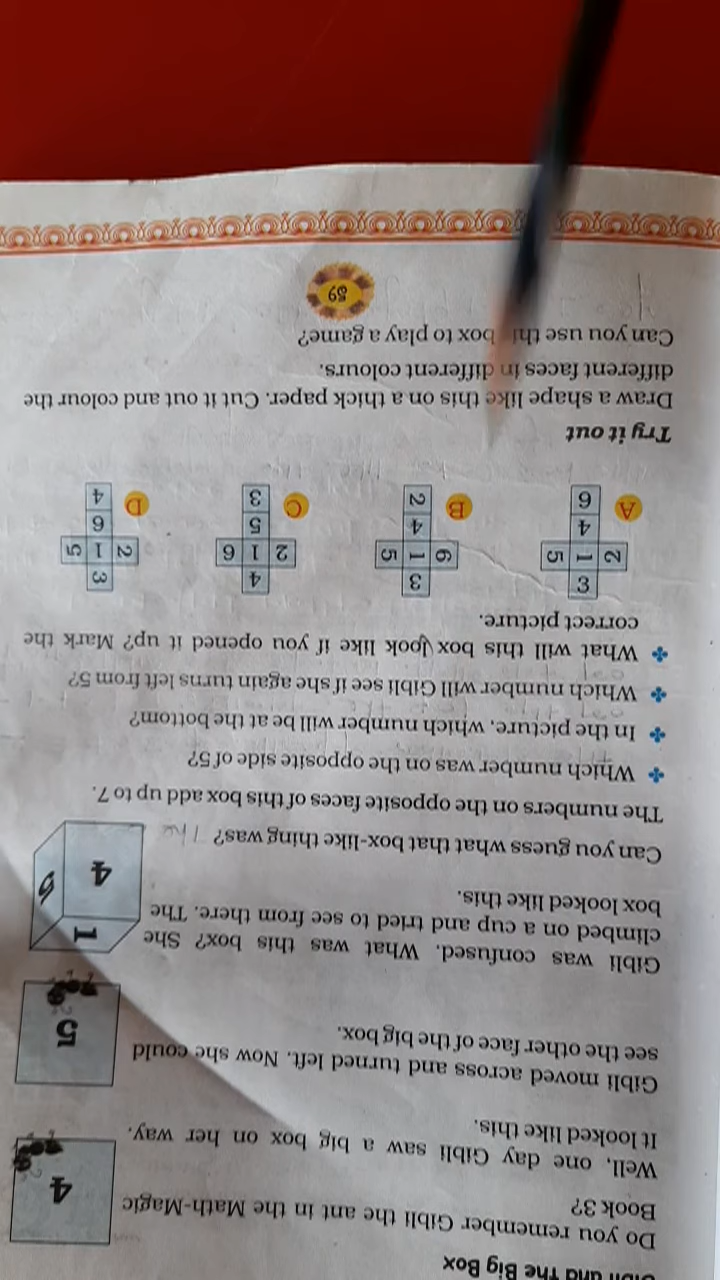 and The Big Box
Do you remember Gibli the ant in the Math-Magic
Book 3?
4
Well, one day Gibli saw a big box on her way.
It looked like this.
Gibli moved across and turned left. Now she could
see the other face of the big box.
5
Gibli was confused. What was this box? She
climbed on a cup and tried to see from there. The
box looked like this.
1
4
Can you guess what that box-like thing was?
The numbers on the opposite faces of this box add up to 7.
Which number was on the opposite side of 5?
In the picture, which number will be at the bottom?
Which number will Gibli see if she again turns left from 5?
What will this box look like if you opened it up? Mark the
correct picture.
A
3
2 1 5
4
6
B
3
6 1 5
4
2
C
4
2 1 6
5
3
D
3
2 1 5
6
4
Try it out
Draw a shape like this on a thick paper. Cut it out and colour the
different faces in different colours.
Can you use this box to play a game?
59